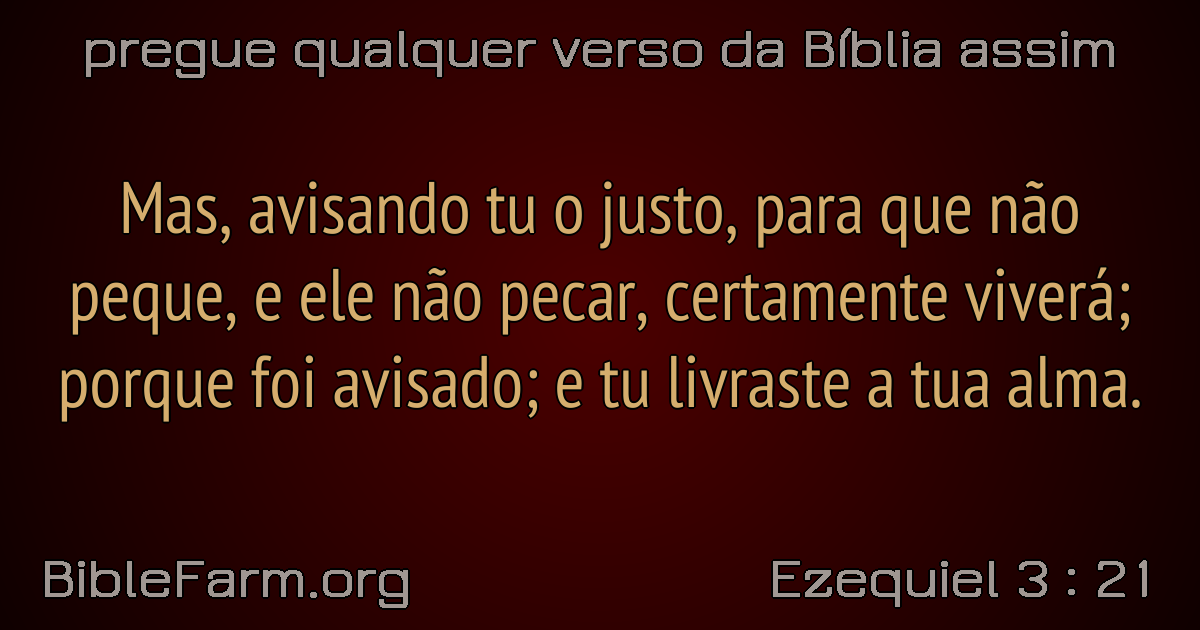 pregue qualquer verso da Bíblia assim
Mas, avisando tu o justo, para que não
peque, e ele não pecar, certamente viverá;
porque foi avisado; e tu livraste a tua alma.
BibleFarm.org
Ezequiel 3 : 21